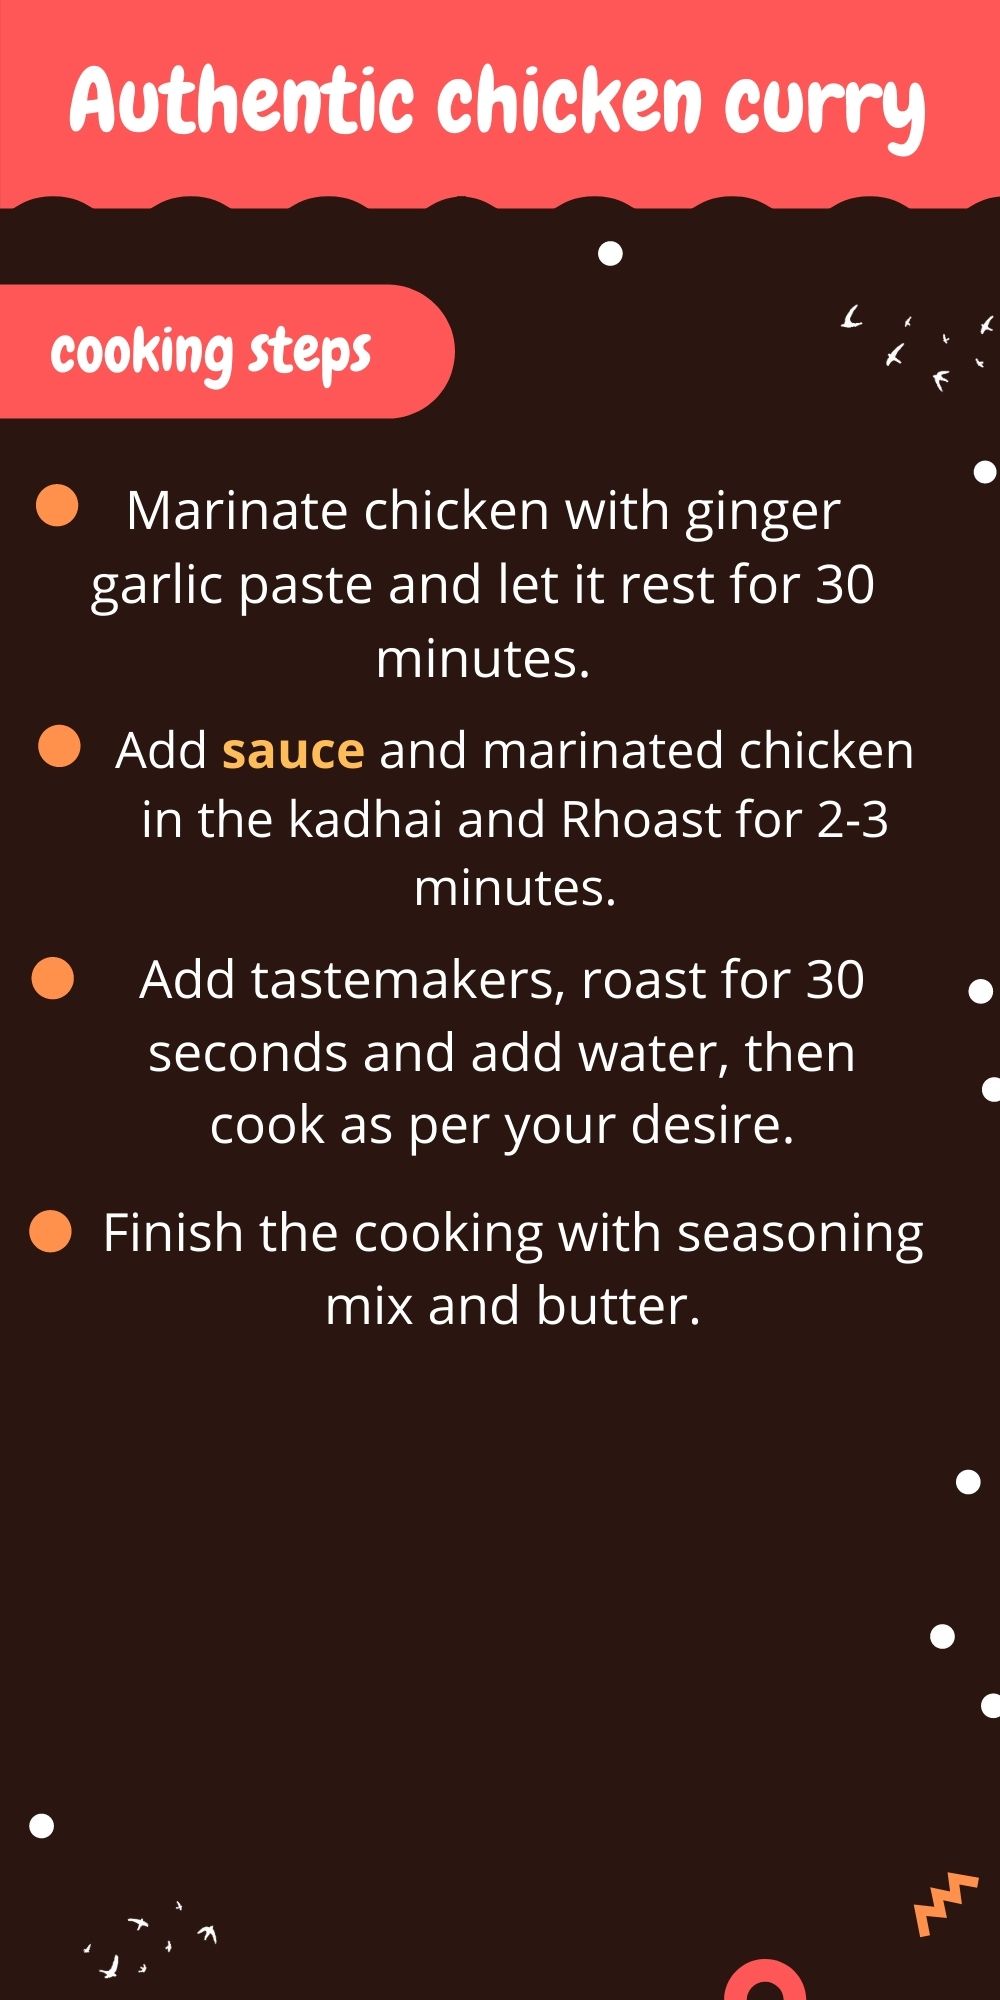 Authentic chicken curry
cooking steps
Marinate chicken with ginger
garlic paste and let it rest for 30
minutes.
Add sauce and marinated chicken
in the kadhai and Rhoast for 2-3
minutes.
Add tastemakers, roast for 30
seconds and add water, then
cook as per your desire.
Finish the cooking with seasoning
mix and butter.